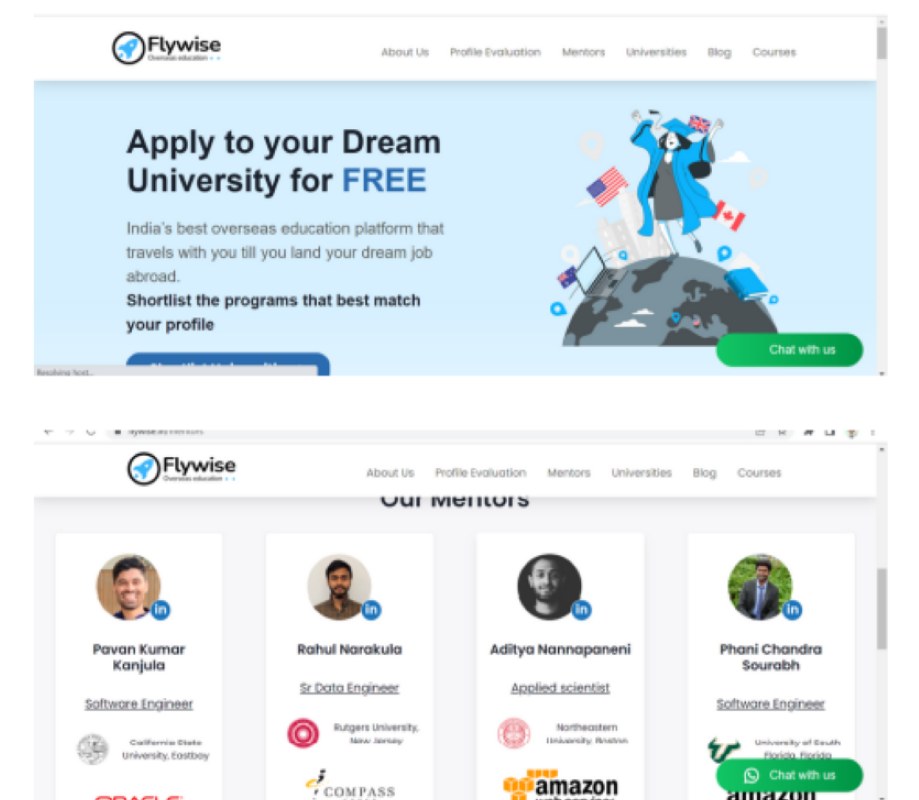 Flywise
Overseas education
About Us Profile Evaluation Mentors Universities Blog Courses
Apply to your Dream
University for FREE
India's best overseas education platform that
travels with you till you land your dream job
abroad.
Shortlist the programs that best match
your profile
Chat with us
Resolving host...
Flywise
Overseas education
About Us Profile Evaluation Mentors Universities Blog Courses
Our Mentors
in in in in
Pavan Kumar
Kanjula
Rahul Narakula
Aditya Nannapaneni
Phani Chandra
Sourabh
Software Engineer
Sr Data Engineer
Applied scientist
Software Engineer
California State
University, Eastbay
Rutgers University,
New Jersey
Northeastern
University, Boston
University of South
Florida, Florida
ORACLE
COMPASS
amazon
web services
amazon
Chat with us